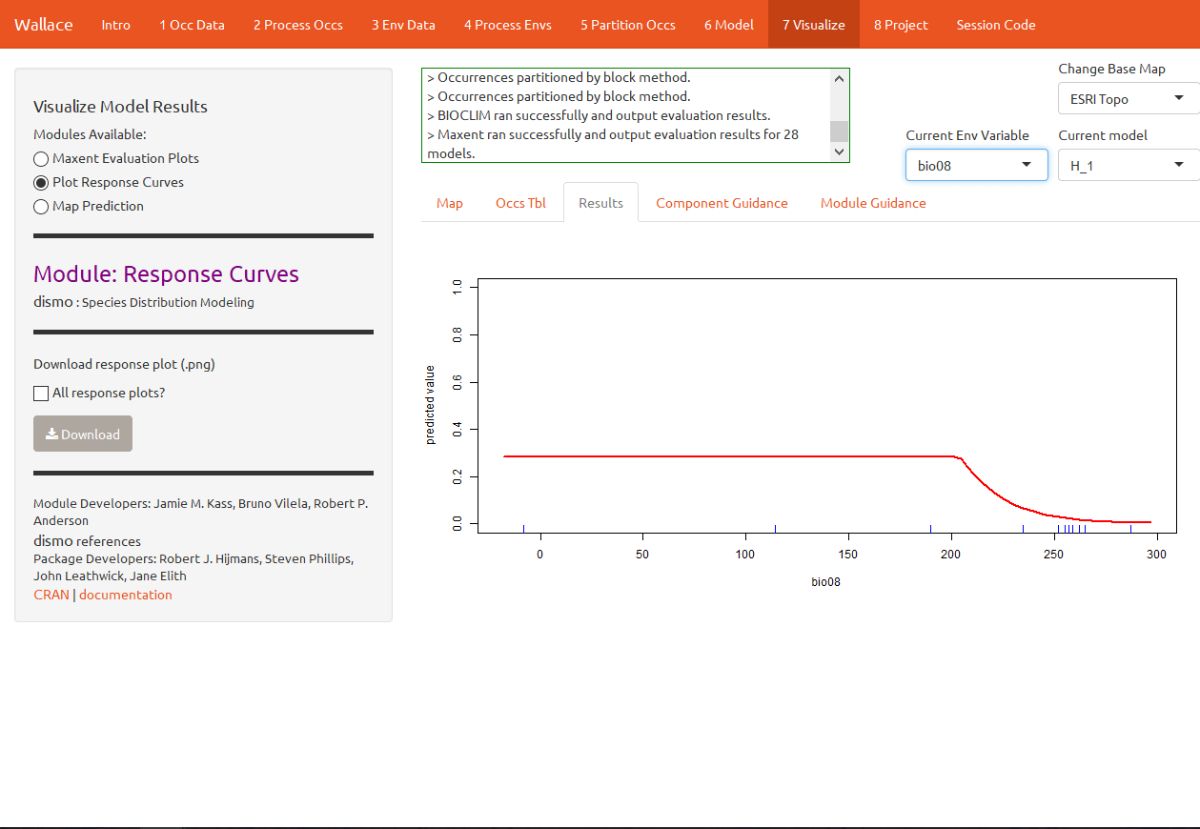 Wallace Intro 1 Occ Data 2 Process Occs 3 Env Data 4 Process Envs 5 Partition Occs 6 Model 7 Visualize 8 Project Session Code
Visualize Model Results
Modules Available:
Maxent Evaluation Plots
Plot Response Curves
Map Prediction
Module: Response Curves
dismo : Species Distribution Modeling
Download response plot (.png)
All response plots?
Download
Module Developers: Jamie M. Kass, Bruno Vilela, Robert P.
Anderson
dismo references
Package Developers: Robert J. Hijmans, Steven Phillips,
John Leathwick, Jane Elith
CRAN | documentation
> Occurrences partitioned by block method.
> Occurrences partitioned by block method.
> BIOCLIM ran successfully and output evaluation results.
> Maxent ran successfully and output evaluation results for 28
models.
Change Base Map
ESRI Topo
Current Env Variable
bio08
Current model
H_1
Map Occs Tbl Results Component Guidance Module Guidance
predicted value
1.0
0.8
0.6
0.4
0.2
0.0
0 50 100 150 200 250 300
bio08